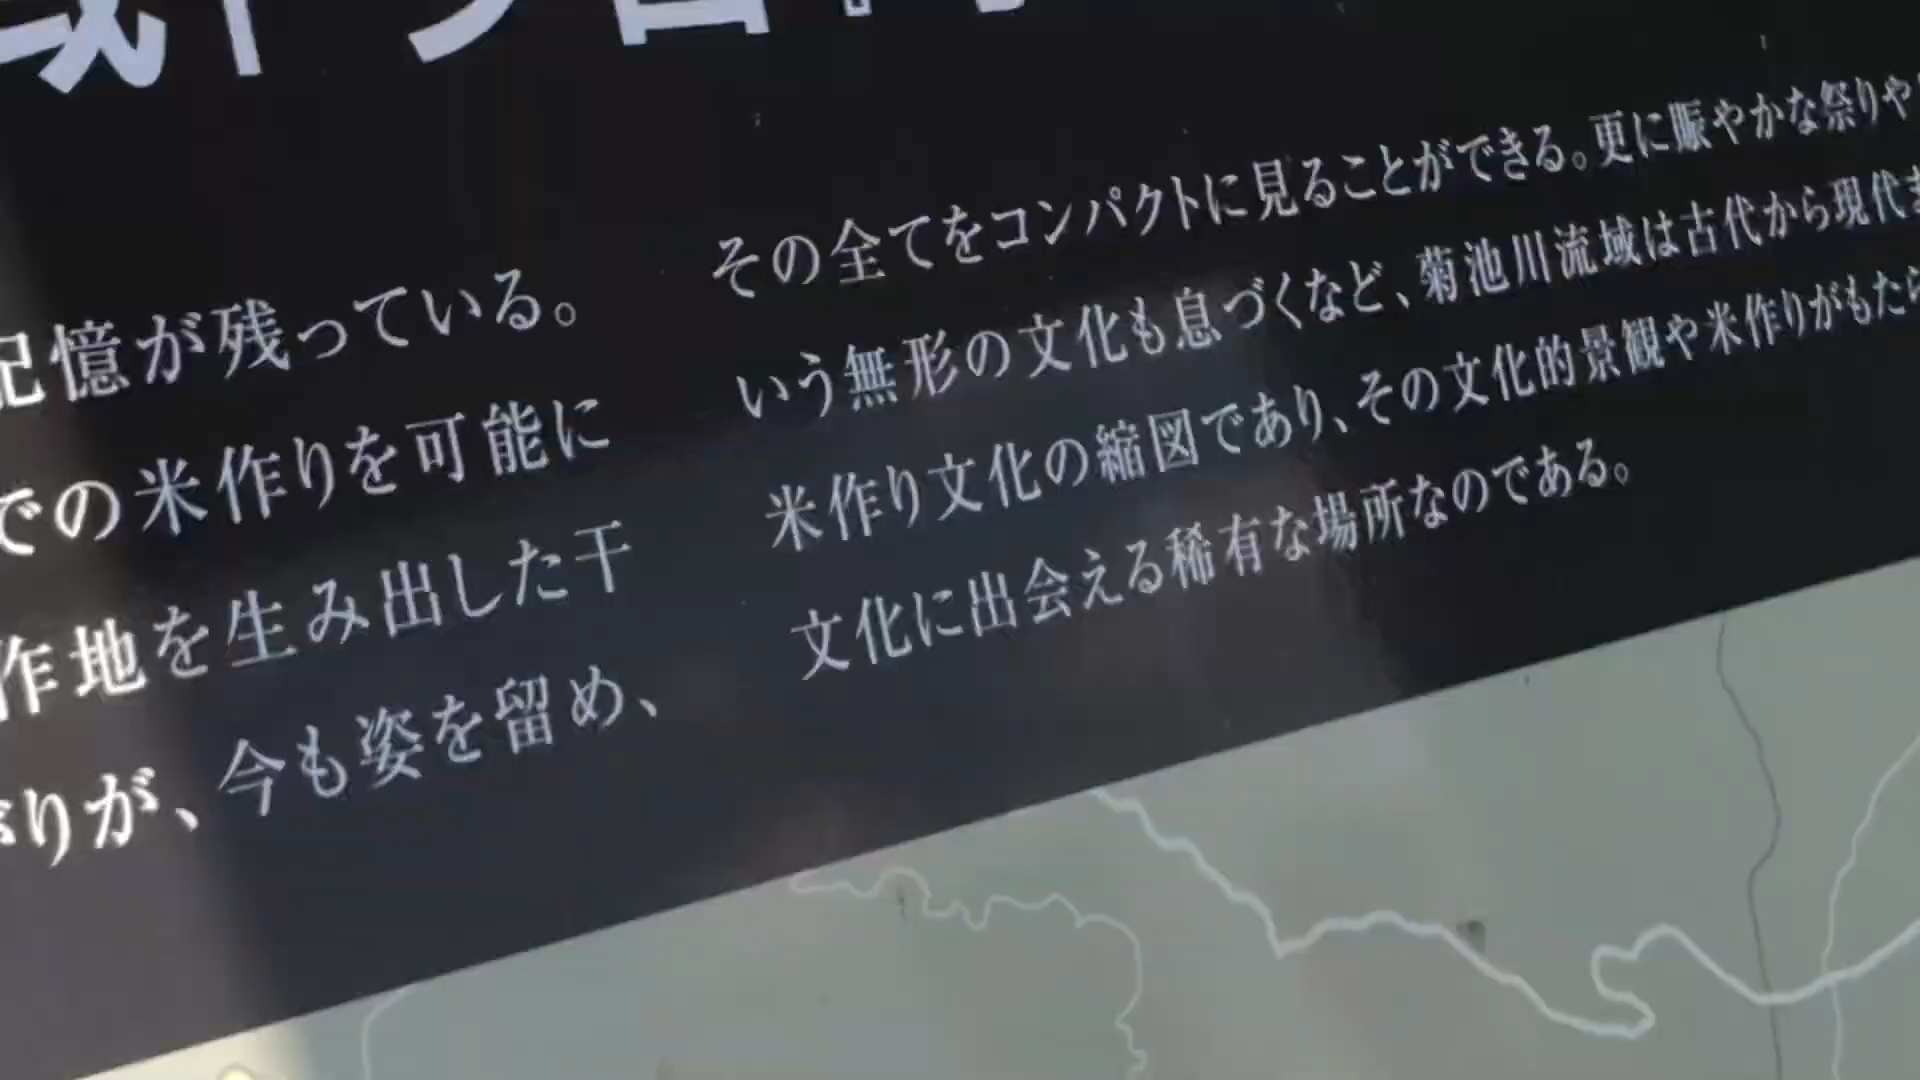 記憶が残っている。
での米作りを可能に
作地を生み出した干
りが、今も姿を留め、
その全てをコンパクトに見ることができる。更に賑やかな祭りや
いう無形の文化も息づくなど、菊池川流域は古代から現代ま
米作り文化の縮図であり、その文化的景観や米作りがもたら
文化に出会える稀有な場所なのである。